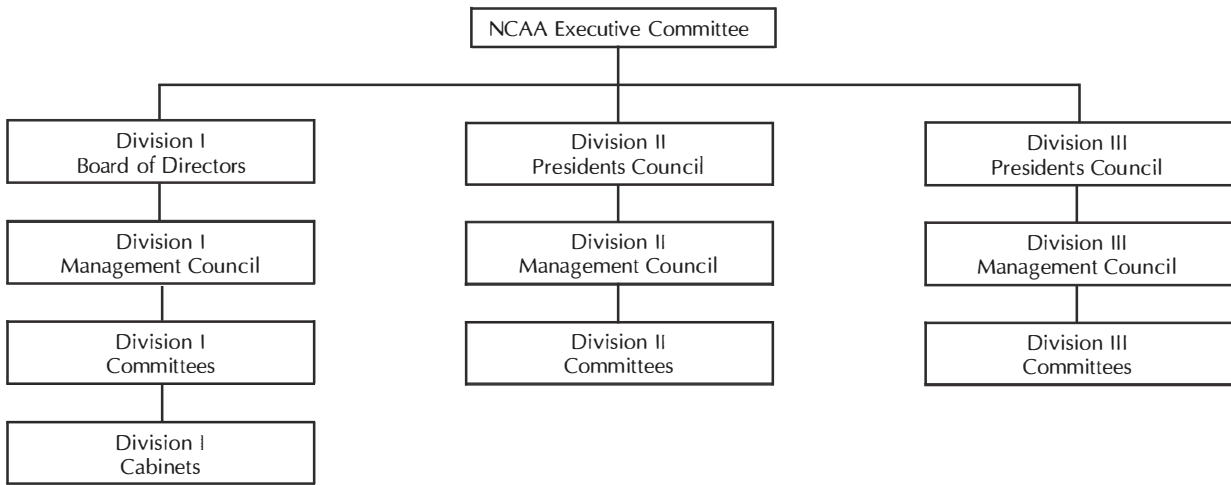 NCAA Executive Committee
Division I
Board of Directors
Division II
Presidents Council
Division III
Presidents Council
Division I
Management Council
Division II
Management Council
Division III
Management Council
Division I
Committees
Division II
Committees
Division III
Committees
Division I
Cabinets